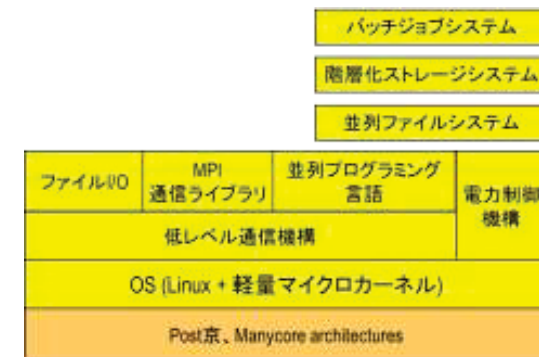 バッチジョブシステム
階層化ストレージシステム
並列ファイルシステム
ファイルI/O
MPI
通信ライブラリ
並列プログラミング
言語
電力制御
機構
低レベル通信機構
OS (Linux + 軽量マイクロカーネル)
Post京、Manycore architectures